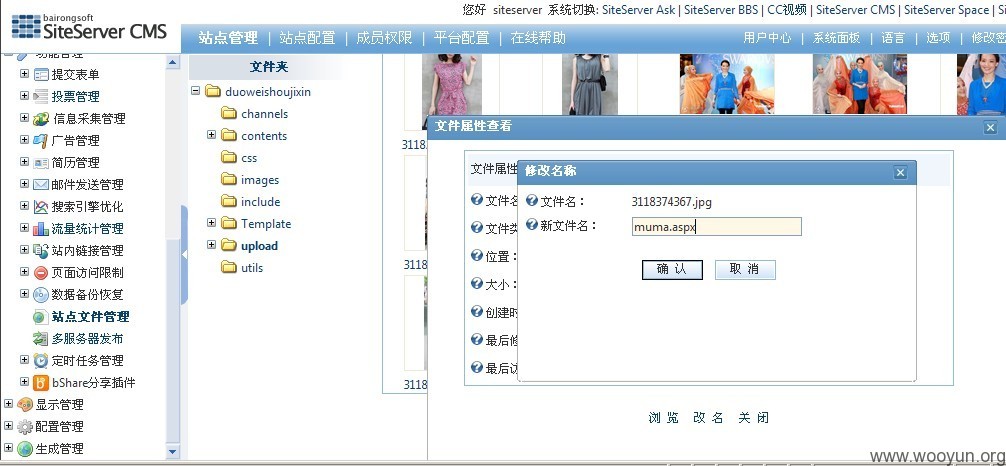 您好 siteserver 系统切换: SiteServer Ask | SiteServer BBS | CC视频 | SiteServer CMS | SiteServer Space | Si
bairongsoft
SiteServer CMS
站点管理 | 站点配置 | 成员权限 | 平台配置 | 在线帮助
用户中心 | 系统面板 | 语言 | 选项 | 修改密
功能管理
提交表单
投票管理
信息采集管理
广告管理
简历管理
邮件发送管理
搜索引擎优化
流量统计管理
站内链接管理
页面访问限制
数据备份恢复
站点文件管理
多服务器发布
定时任务管理
bShare分享插件
显示管理
配置管理
生成管理
文件夹
duoweishoujixin
channels
contents
css
images
include
Template
upload
utils
3118
3118
3118
文件属性查看
文件属性
文件名
文件类
位置：
大小：
创建时
最后修
最后访
修改名称
文件名： 3118374367.jpg
新文件名： muma.aspx
确 认 取 消
浏 览 改 名 关 闭
www.wooyun.org